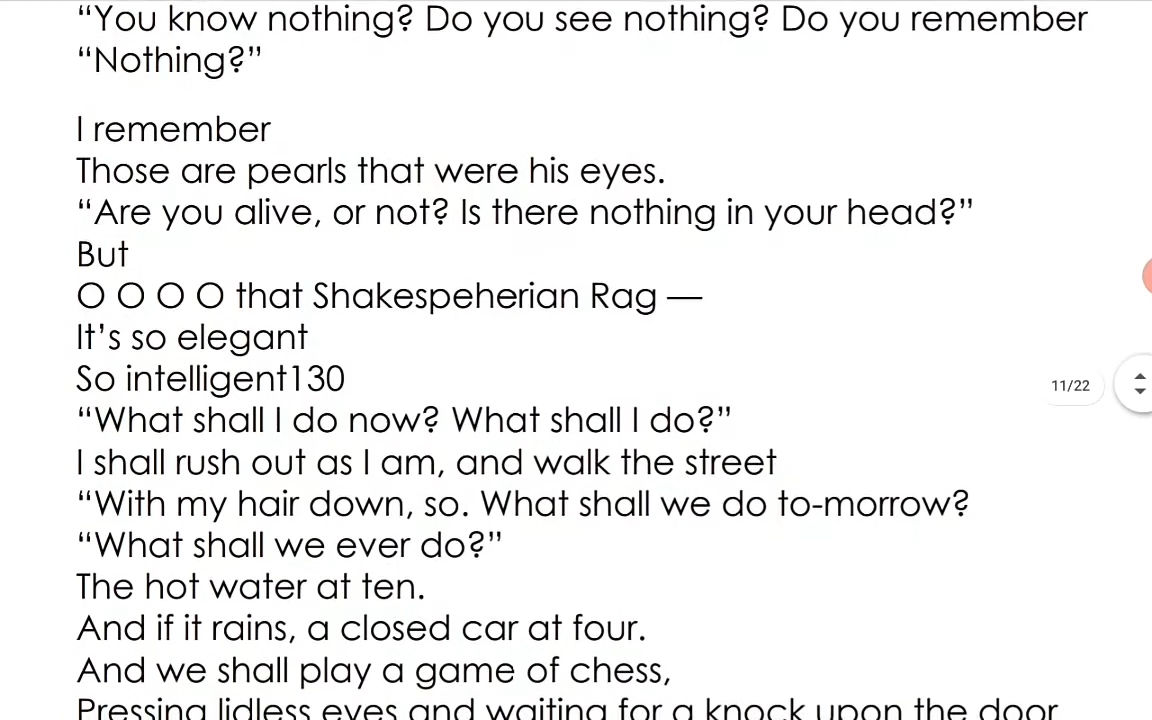 “You know nothing? Do you see nothing? Do you remember
“Nothing?”
I remember
Those are pearls that were his eyes.
“Are you alive, or not? Is there nothing in your head?”
But
O O O O that Shakespeherian Rag —
It’s so elegant
So intelligent130
“What shall I do now? What shall I do?”
I shall rush out as I am, and walk the street
“With my hair down, so. What shall we do to-morrow?
“What shall we ever do?”
The hot water at ten.
And if it rains, a closed car at four.
And we shall play a game of chess,
Pressing lidless eyes and waiting for a knock upon the door
11/22